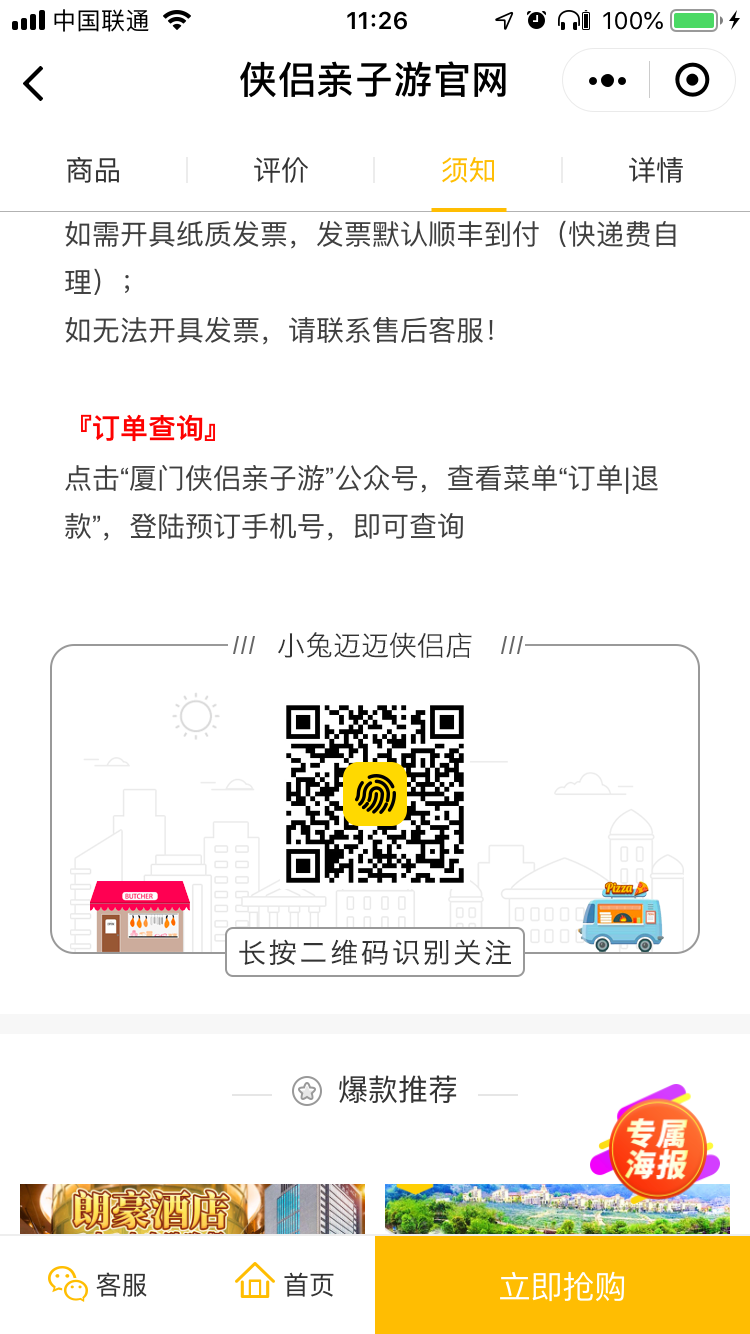 中国联通 11:26 100%
侠侣亲子游官网
商品 评价 须知 详情
如需开具纸质发票，发票默认顺丰到付（快递费自
理）；
如无法开具发票，请联系售后客服！
『订单查询』
点击“厦门侠侣亲子游”公众号，查看菜单“订单|退
款”，登陆预订手机号，即可查询
/// 小兔迈迈侠侣店 ///
BUTCHER
Pizza
长按二维码识别关注
爆款推荐
专属
海报
朗豪酒店
客服 首页 立即抢购